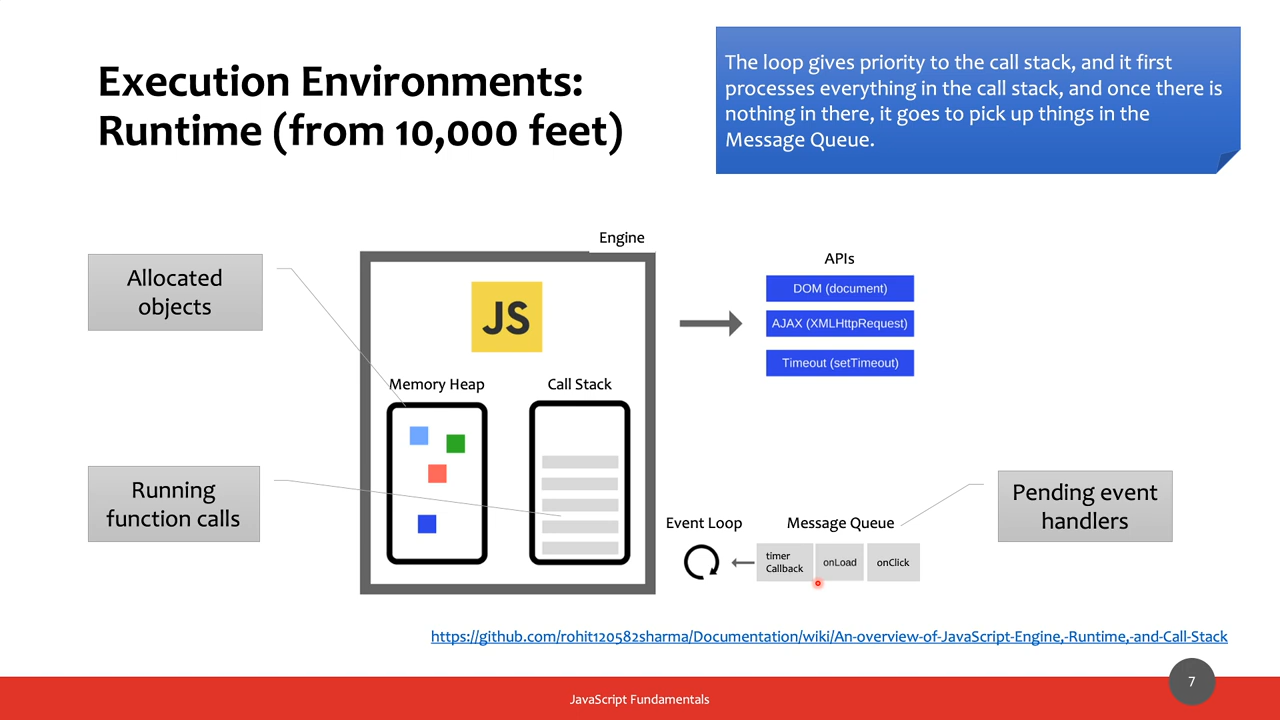 Execution Environments:
Runtime (from 10,000 feet)
The loop gives priority to the call stack, and it first
processes everything in the call stack, and once there is
nothing in there, it goes to pick up things in the
Message Queue.
Engine
APIs
Allocated
objects
JS
DOM (document)
AJAX (XMLHttpRequest)
Timeout (setTimeout)
Memory Heap
Call Stack
Running
function calls
Event Loop
Message Queue
Pending event
handlers
timer
Callback
onLoad
onClick
https://github.com/rohit120582sharma/Documentation/wiki/An-overview-of-JavaScript-Engine,-Runtime,-and-Call-Stack
7
JavaScript Fundamentals